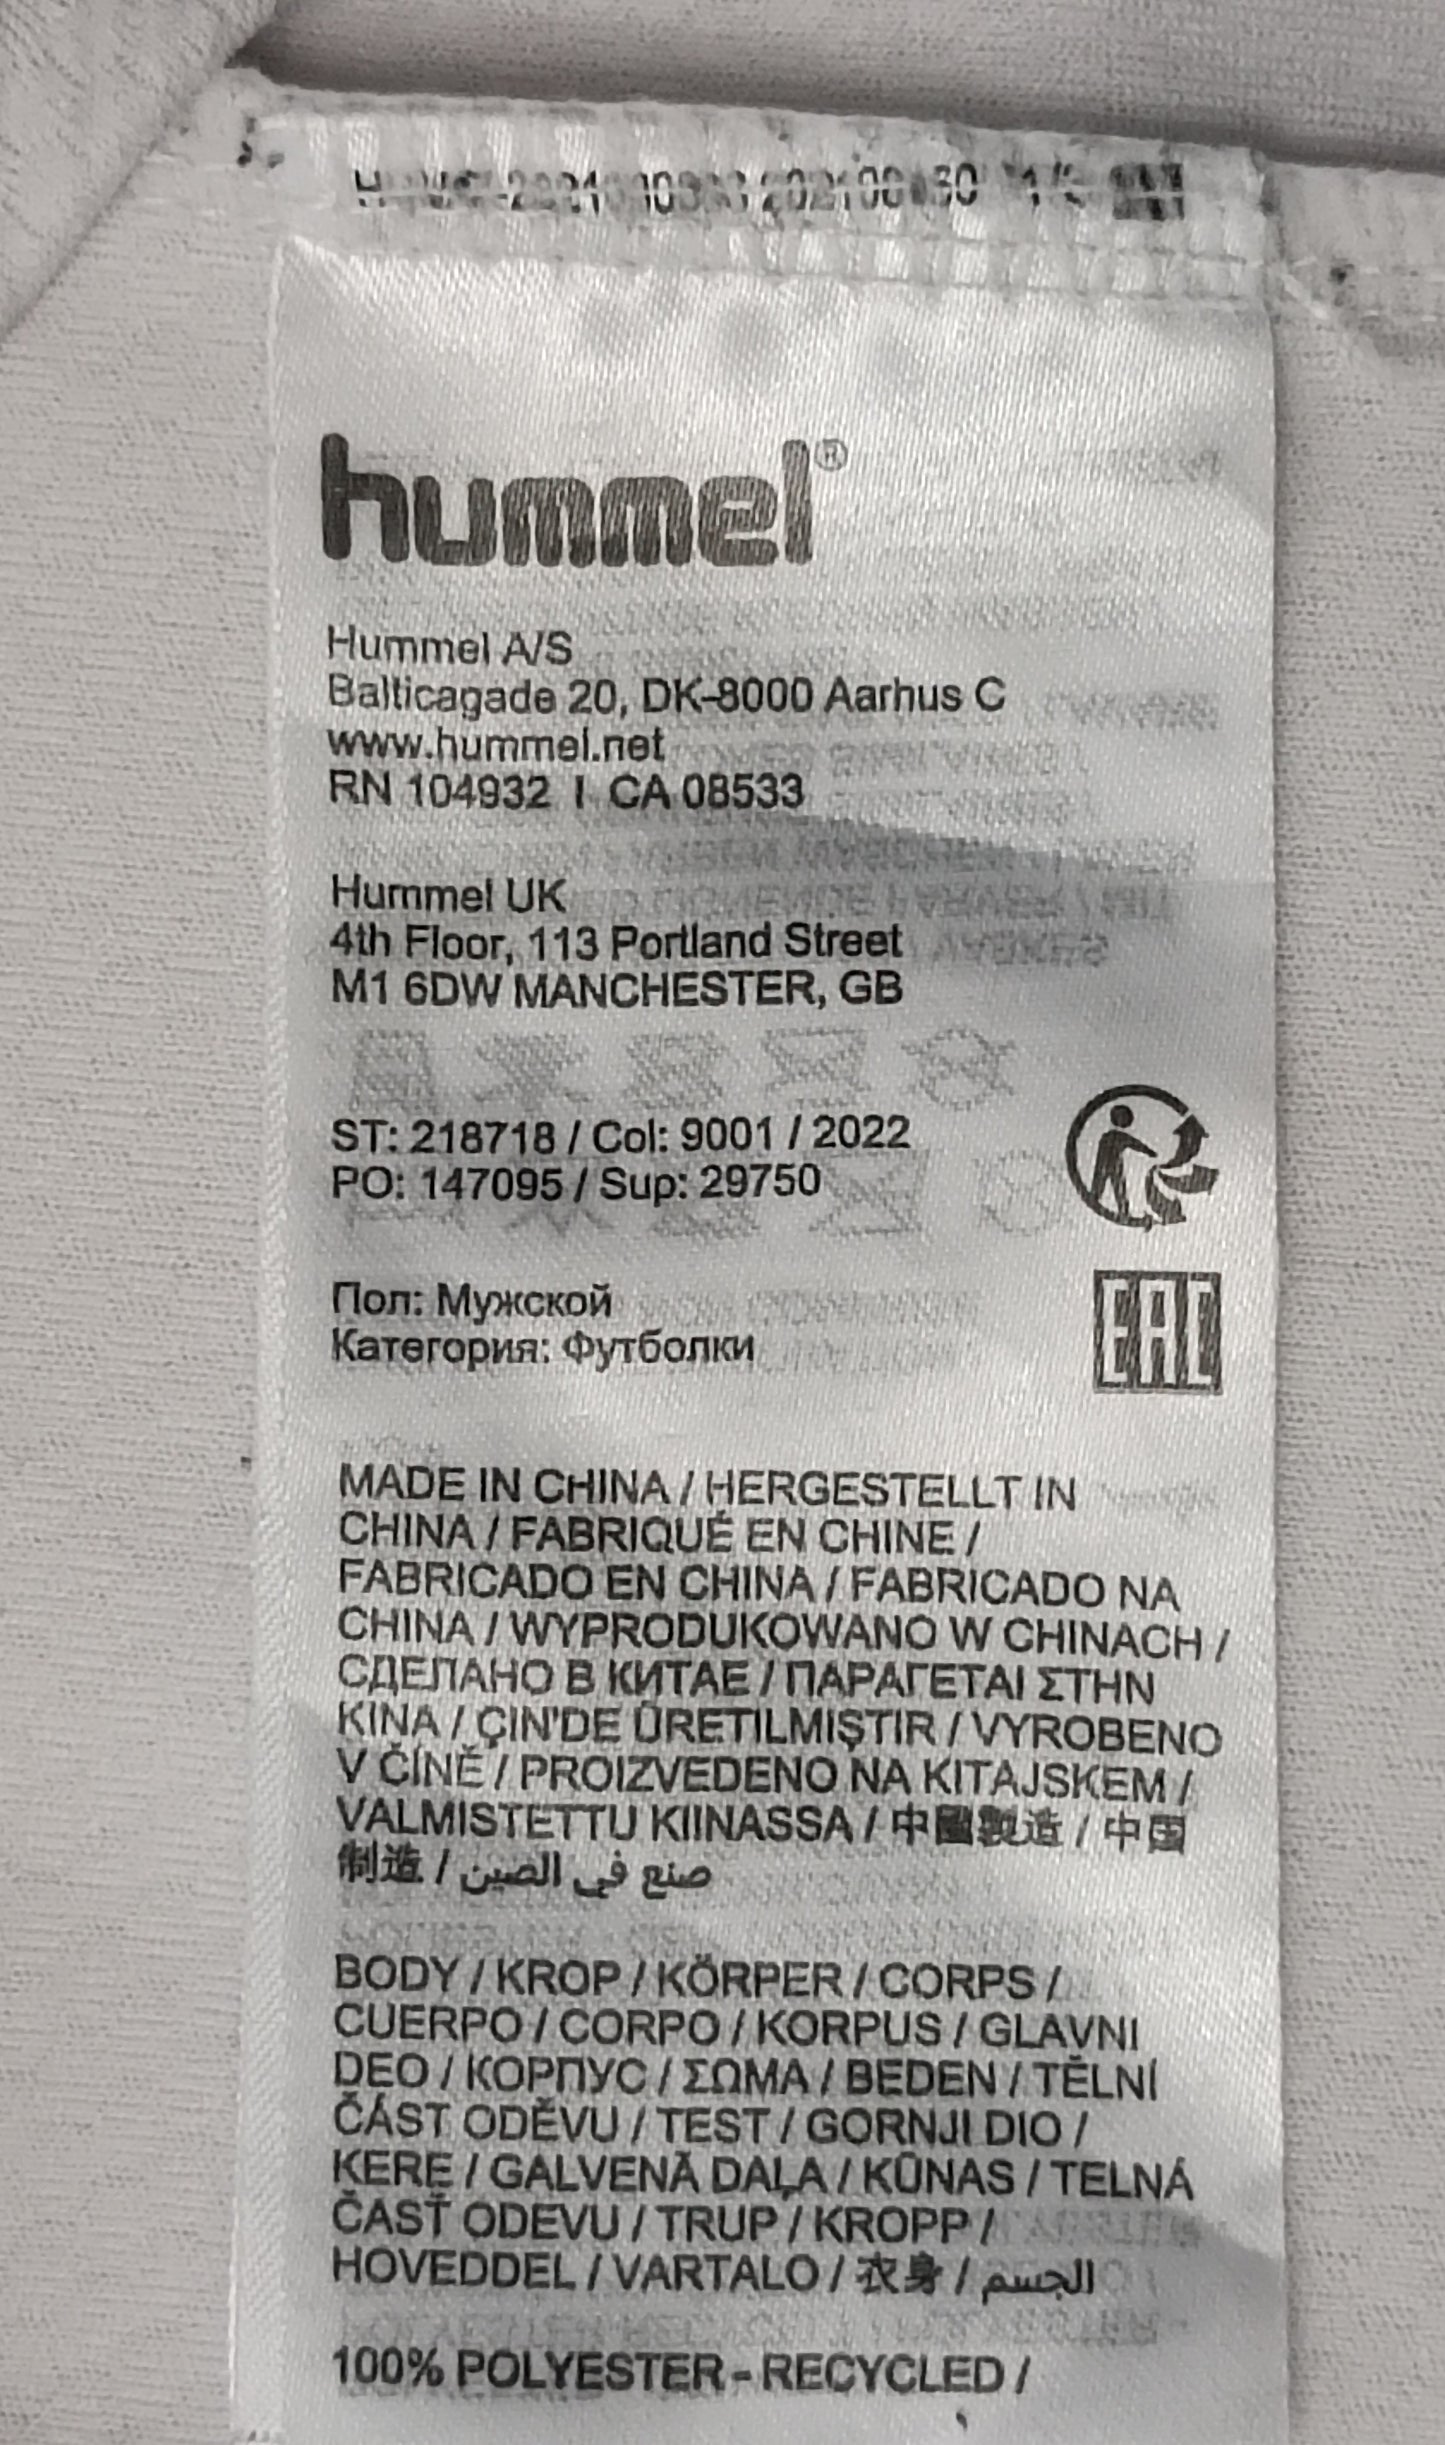 hummel®
Hummel A/S
Balticagade 20, DK-8000 Aarhus C
www.hummel.net
RN 104932 I CA 08533
Hummel UK
4th Floor, 113 Portland Street
M1 6DW MANCHESTER, GB
ST: 218718 / Col: 9001 / 2022
PO: 147095 / Sup: 29750
Пол: Мужской
Категория: Футболки
EAC
MADE IN CHINA / HERGESTELLT IN
CHINA / FABRIQUÉ EN CHINE /
FABRICADO EN CHINA / FABRICADO NA
CHINA / WYPRODUKOWANO W CHINACH /
СДЕЛАНО В КИТАЕ / ΠΑΡΑΓΕΤΑΙ ΣΤΗΝ
ΚΙΝΑ / ÇIN'DE ÜRETILMIŞTIR / VYROBENO
V ČÍNĚ / PROIZVEDENO NA KITAJSKEM /
VALMISTETTU KIINASSA / 中國製造 / 中国
制造 / صنع في الصين
BODY / KROP / KÖRPER / CORPS /
CUERPO / CORPO / KORPUS / GLAVNI
DEO / КОРПУС / ΣΩΜΑ / BEDEN / TĚLNÍ
ČÁST ODĚVU / TEST / GORNJI DIO /
KERE / GALVENĀ DAĻA / KŪNAS / TELNÁ
ČASŤ ODEVU / TRUP / KROPP /
HOVEDDEL / VARTALO / 衣身 / الجسم
100% POLYESTER - RECYCLED /